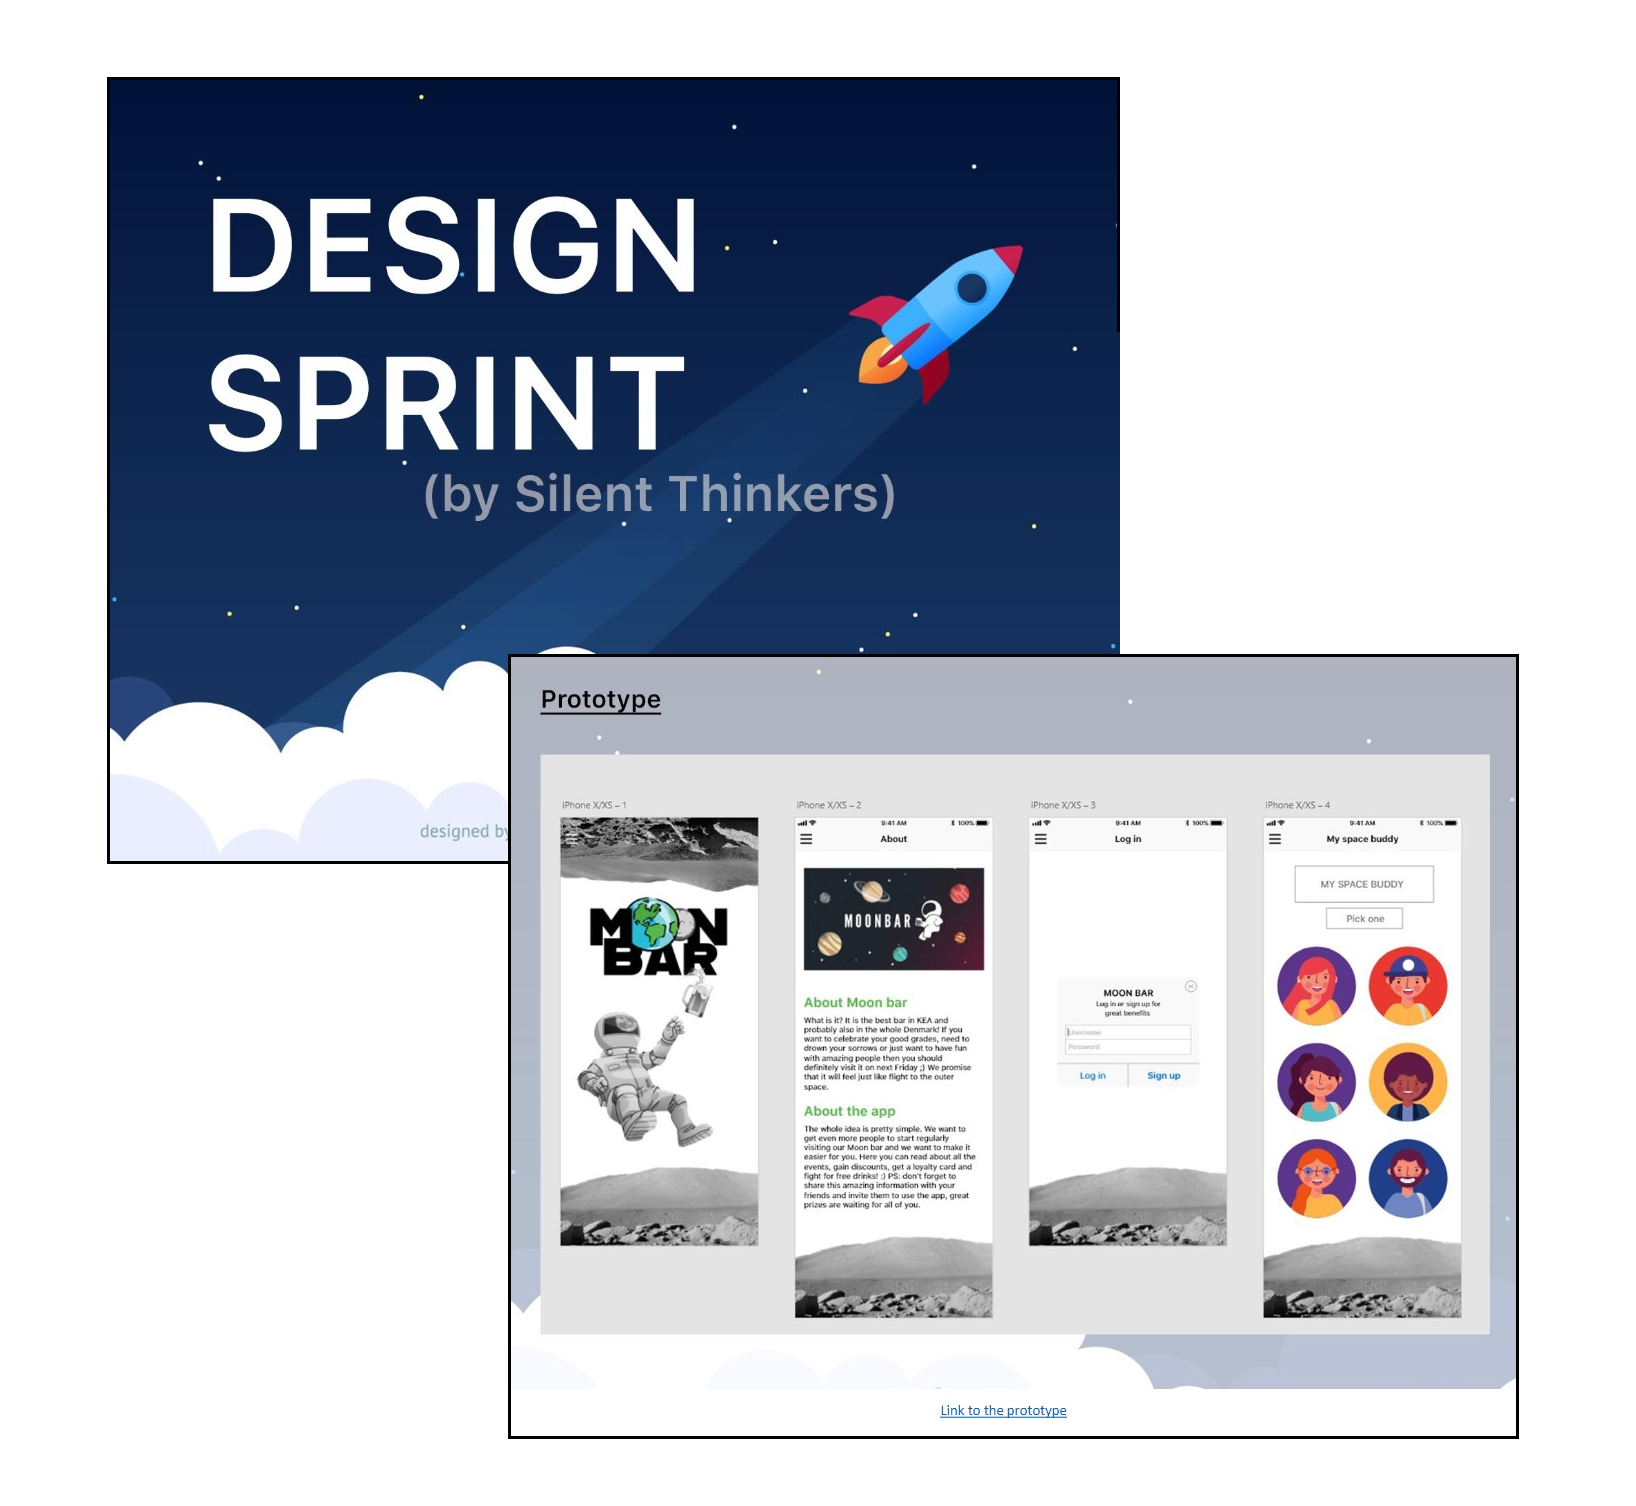 DESIGN
SPRINT
(by Silent Thinkers)
designed by
Prototype
iPhone X/XS – 1
MOON
BAR
iPhone X/XS – 2
9:41 AM
100%
About
MOONBAR
About Moon bar
What is it? It is the best bar in KEA and
probably also in the whole Denmark! If you
want to celebrate your good grades, need to
drown your sorrows or just want to have fun
with amazing people then you should
definitely visit it on next Friday ;) We promise
that it will feel just like flight to the outer
space.
About the app
The whole idea is pretty simple. We want to
get even more people to start regularly
visiting our Moon bar and we want to make it
easier for you. Here you can read about all the
events, gain discounts, get a loyalty card and
fight for free drinks! :) PS: don't forget to
share this amazing information with your
friends and invite them to use the app, great
prizes are waiting for all of you.
iPhone X/XS – 3
9:41 AM
100%
Log in
MOON BAR
Log in or sign up for
great benefits
Username
Password
Log in
Sign up
iPhone X/XS – 4
9:41 AM
100%
My space buddy
MY SPACE BUDDY
Pick one
Link to the prototype